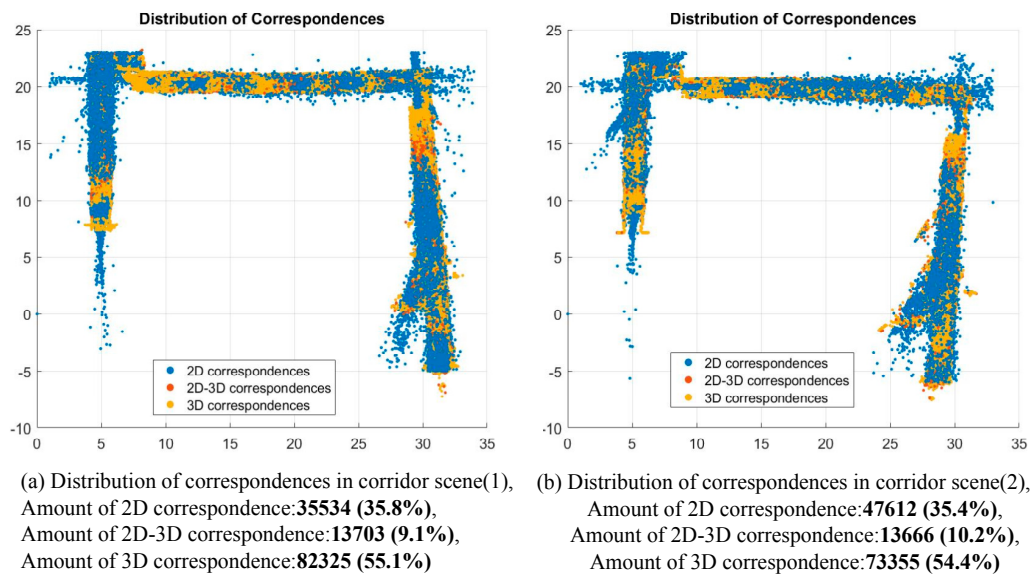 Distribution of Correspondences
25
20
15
10
5
0
-5
-10
0 5 10 15 20 25 30 35
2D correspondences
2D-3D correspondences
3D correspondences
Distribution of Correspondences
25
20
15
10
5
0
-5
-10
0 5 10 15 20 25 30 35
2D correspondences
2D-3D correspondences
3D correspondences
(a) Distribution of correspondences in corridor scene(1),
Amount of 2D correspondence:35534 (35.8%),
Amount of 2D-3D correspondence:13703 (9.1%),
Amount of 3D correspondence:82325 (55.1%)
(b) Distribution of correspondences in corridor scene(2),
Amount of 2D correspondence:47612 (35.4%),
Amount of 2D-3D correspondence:13666 (10.2%),
Amount of 3D correspondence:73355 (54.4%)